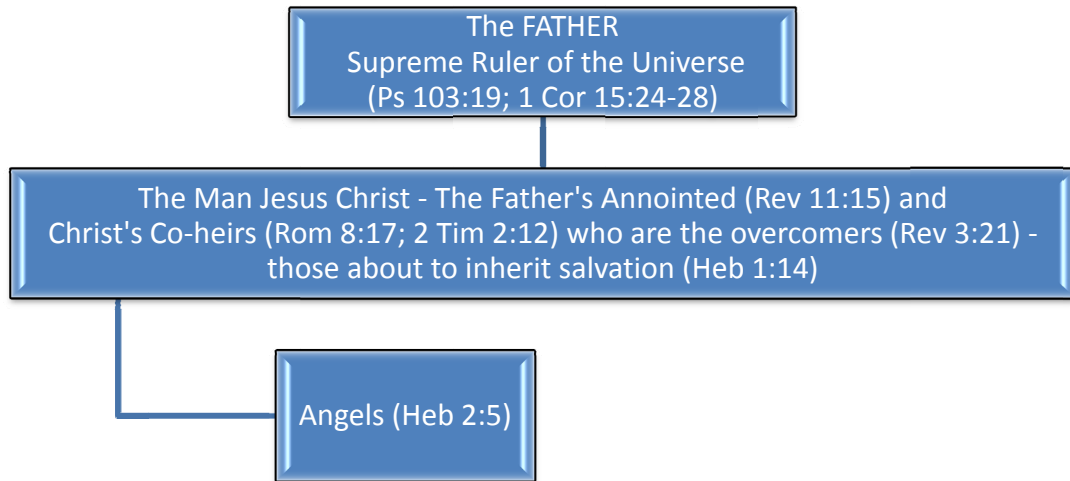 The FATHER
Supreme Ruler of the Universe
(Ps 103:19; 1 Cor 15:24-28)
The Man Jesus Christ - The Father's Annointed (Rev 11:15) and
Christ's Co-heirs (Rom 8:17; 2 Tim 2:12) who are the overcomers (Rev 3:21) -
those about to inherit salvation (Heb 1:14)
Angels (Heb 2:5)